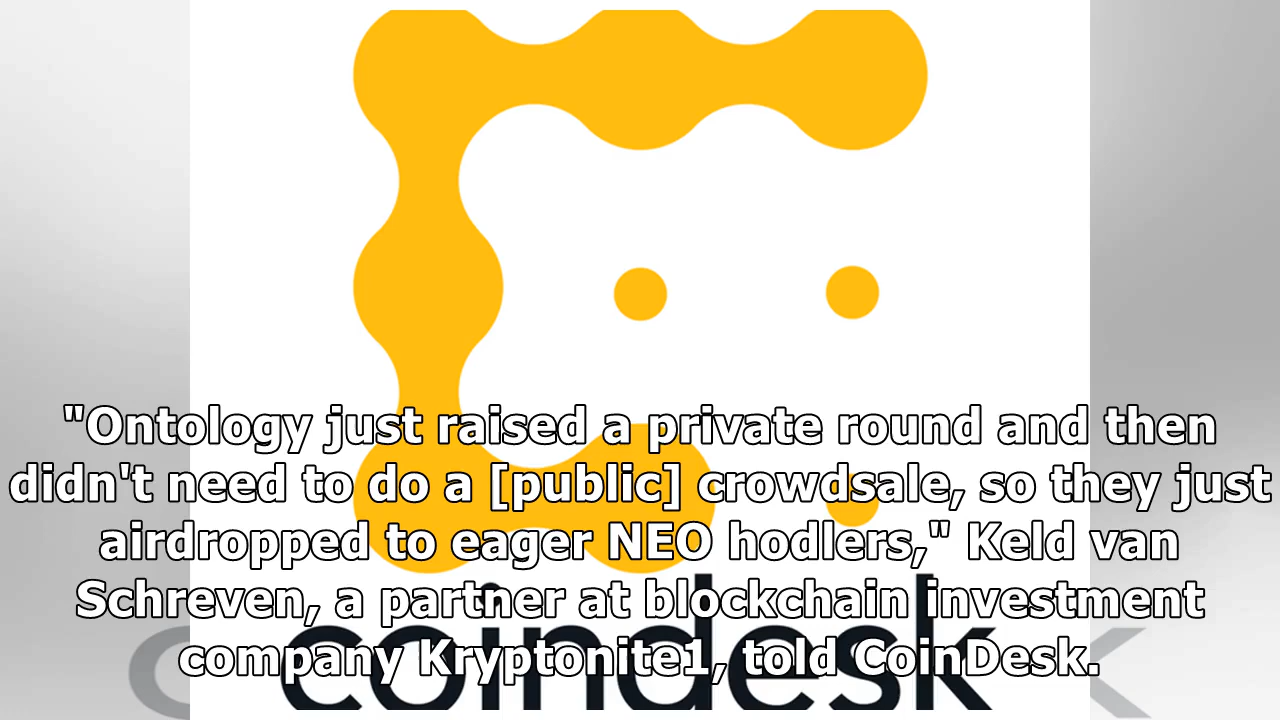 "Ontology just raised a private round and then
didn't need to do a [public] crowdsale, so they just
airdropped to eager NEO hodlers," Keld van
Schreven, a partner at blockchain investment
company Kryptonite1, told CoinDesk.
coindesk